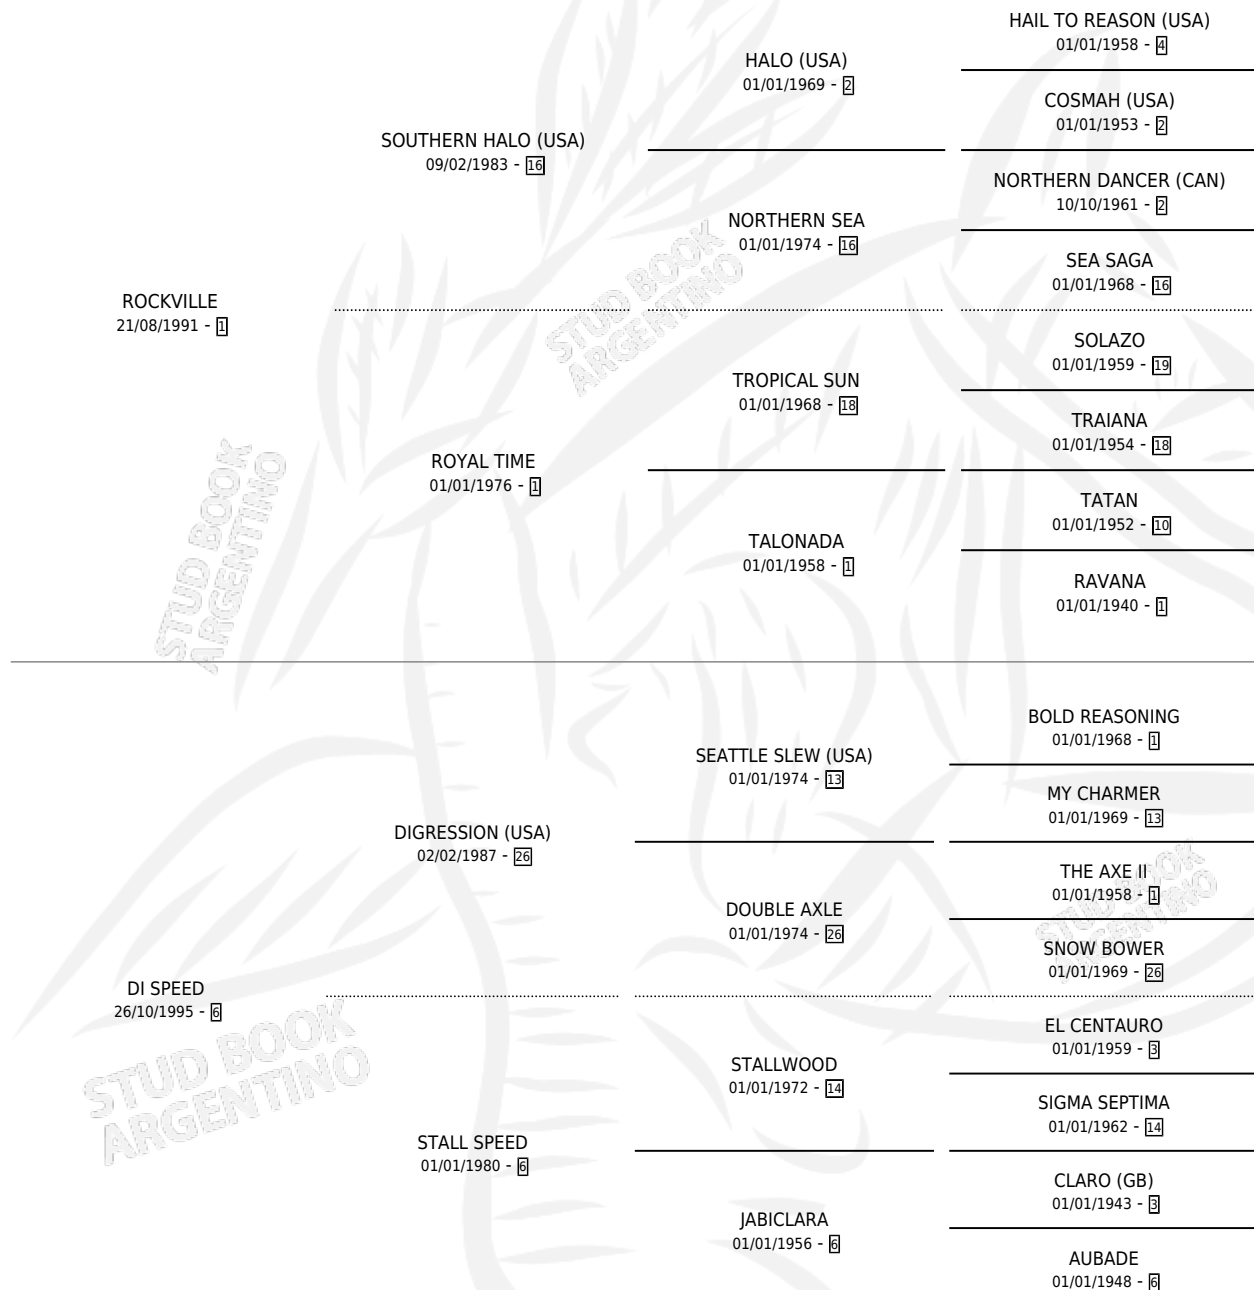 HAIL TO REASON (USA)
01/01/1958 - 4
HALO (USA)
01/01/1969 - 2
COSMAH (USA)
01/01/1953 - 2
SOUTHERN HALO (USA)
09/02/1983 - 16
NORTHERN DANCER (CAN)
10/10/1961 - 2
NORTHERN SEA
01/01/1974 - 16
SEA SAGA
01/01/1968 - 16
STUD BOOK
ARGENTINO
ROCKVILLE
21/08/1991 - 1
SOLAZO
01/01/1959 - 19
TROPICAL SUN
01/01/1968 - 18
TRAIANA
01/01/1954 - 18
ROYAL TIME
01/01/1976 - 1
TATAN
01/01/1952 - 10
TALONADA
01/01/1958 - 1
RAVANA
01/01/1940 - 1
STUD BOOK
ARGENTINO
BOLD REASONING
01/01/1968 - 1
SEATTLE SLEW (USA)
01/01/1974 - 13
MY CHARMER
01/01/1969 - 13
DIGRESSION (USA)
02/02/1987 - 26
THE AXE II
01/01/1958 - 1
DOUBLE AXLE
01/01/1974 - 26
SNOW BOWER
01/01/1969 - 26
STUD BOOK
ARGENTINO
DI SPEED
26/10/1995 - 6
EL CENTAURO
01/01/1959 - 3
STALLWOOD
01/01/1972 - 14
SIGMA SEPTIMA
01/01/1962 - 14
STUD BOOK
ARGENTINO
STALL SPEED
01/01/1980 - 6
CLARO (GB)
01/01/1943 - 3
JABICLARA
01/01/1956 - 6
AUBADE
01/01/1948 - 6